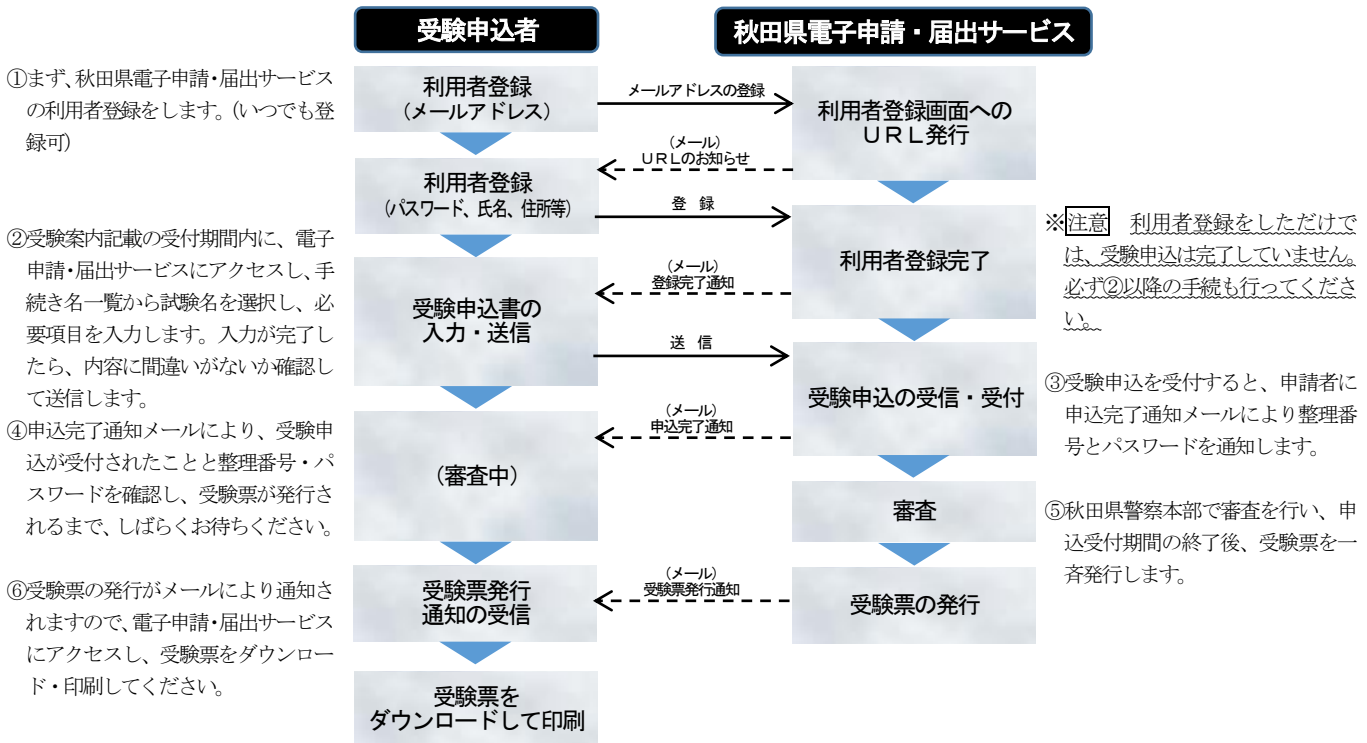 受験申込者
秋田県電子申請・届出サービス
①まず、秋田県電子申請・届出サービス
の利用者登録をします。(いつでも登
録可)
利用者登録
（メールアドレス）
メールアドレスの登録
利用者登録画面への
ＵＲＬ発行
（メール）
ＵＲＬのお知らせ
利用者登録
（パスワード、氏名、住所等）
登　録
利用者登録完了
※注意　利用者登録をしただけで
は、受験申込は完了していません。
必ず②以降の手続も行ってくださ
い。
②受験案内記載の受付期間内に、電子
申請・届出サービスにアクセスし、手
続き名一覧から試験名を選択し、必
要項目を入力します。入力が完了し
たら、内容に間違いがないか確認し
て送信します。
（メール）
登録完了通知
受験申込書の
入力・送信
送　信
受験申込の受信・受付
③受験申込を受付すると、申請者に
申込完了通知メールにより整理番
号とパスワードを通知します。
④申込完了通知メールにより、受験申
込が受付されたことと整理番号・パ
スワードを確認し、受験票が発行さ
れるまで、しばらくお待ちください。
（メール）
申込完了通知
（審査中）
審査
⑤秋田県警察本部で審査を行い、申
込受付期間の終了後、受験票を一
斉発行します。
⑥受験票の発行がメールにより通知さ
れますので、電子申請・届出サービス
にアクセスし、受験票をダウンロー
ド・印刷してください。
受験票発行
通知の受信
（メール）
受験票発行通知
受験票の発行
受験票を
ダウンロードして印刷